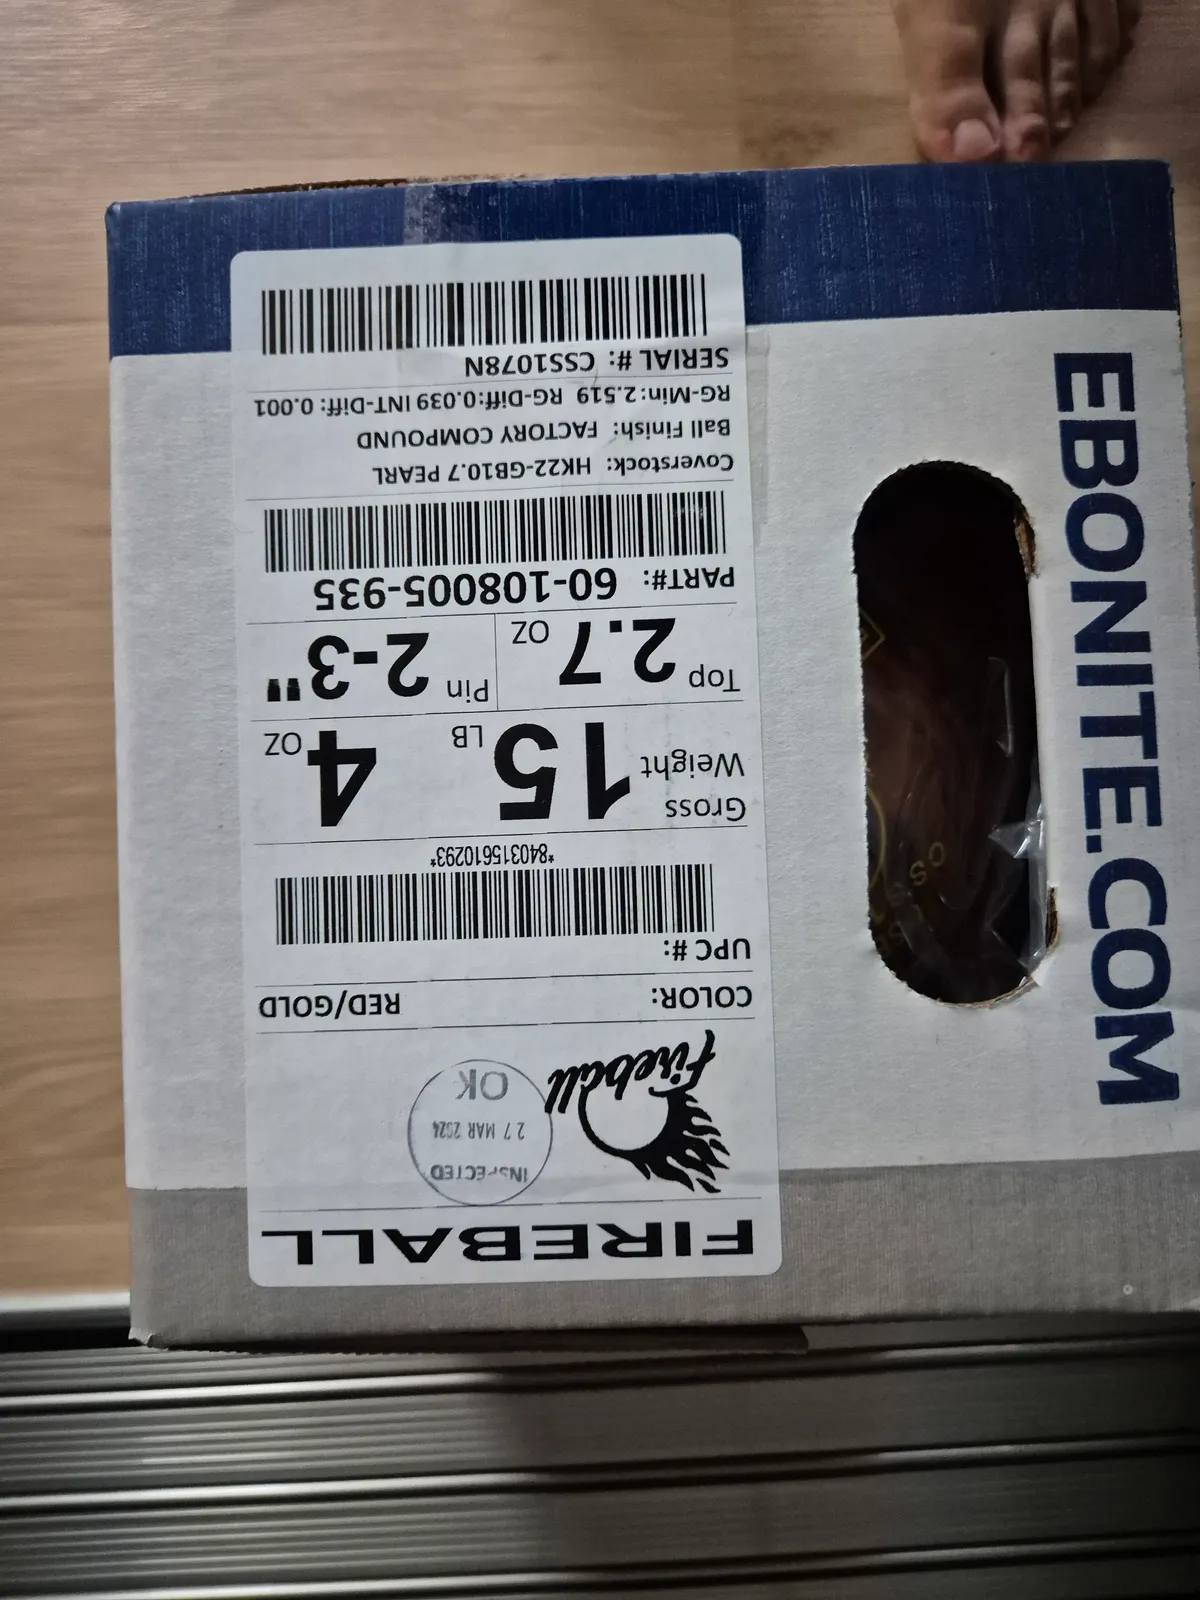 FIREBALL
Fireball
INSPECTED
27 MAR 2024
OK
COLOR: RED/GOLD
UPC #:
*840315610293*
Gross Weight 15 LB 4 OZ
Top 2.7 OZ Pin 2-3"
PART#: 60-108005-935
Coverstock: HK22-GB10.7 PEARL
Ball Finish: FACTORY COMPOUND
RG-Min: 2.519 RG-Diff:0.039 INT-Diff: 0.001
SERIAL #: CSS1078N
EBONITE.COM